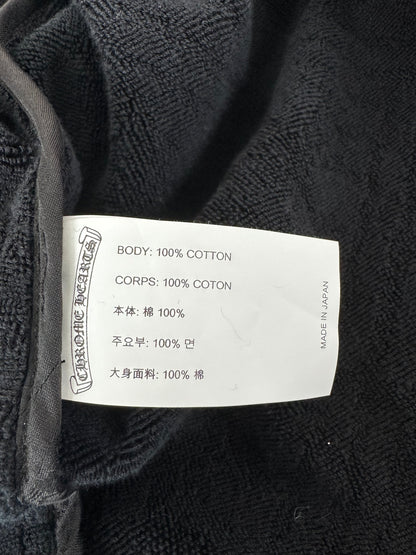 CHROME HEARTS
BODY: 100% COTTON
CORPS: 100% COTON
本体: 棉 100%
주요부: 100% 면
大身面料: 100% 棉
MADE IN JAPAN